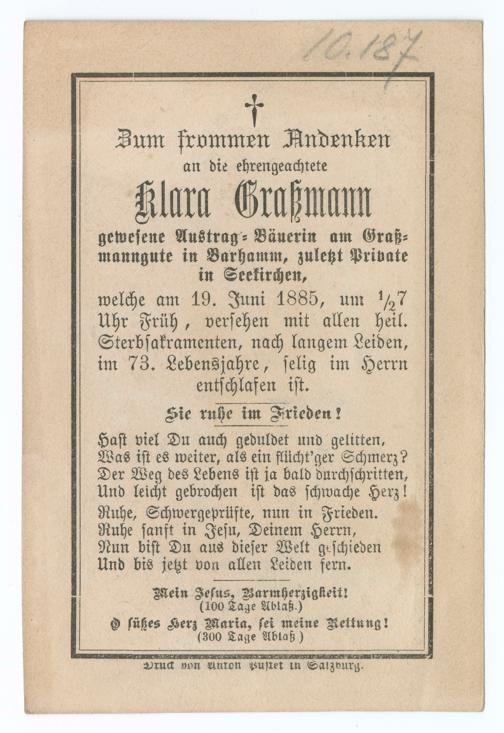 10.187
†
Zum frommen Andenken
an die ehrengeachtete
Klara Graßmann
gewesene Austrag-Bäuerin am Graß-
manngute in Barhamm, zuletzt Private
in Seekirchen,
welche am 19. Juni 1885, um 1/27
Uhr Früh, versehen mit allen heil.
Sterbsakramenten, nach langem Leiden,
im 73. Lebensjahre, selig im Herrn
entschlafen ist.
Sie ruhe im Frieden!
Hast viel Du auch geduldet und gelitten,
Was ist es weiter, als ein flücht'ger Schmerz?
Der Weg des Lebens ist ja bald durchschritten,
Und leicht gebrochen ist das schwache Herz!
Ruhe, Schwergeprüfte, nun in Frieden.
Ruhe sanft in Jesu, Deinem Herrn,
Nun bist Du aus dieser Welt geschieden
Und bis jetzt von allen Leiden fern.
Mein Jesus, Barmherzigkeit!
(100 Tage Ablaß.)
O süßes Herz Maria, sei meine Rettung!
(300 Tage Ablaß)
Druck von Anton Pustet in Salzburg.